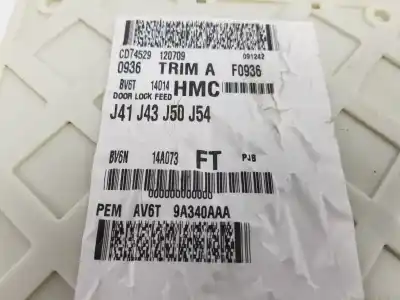 CD74529 120709 091242
0936 TRIM A F0936
BV6T 14014 HMC
DOOR LOCK FEED
J41 J43 J50 J54
BV6N 14A073 FT PJB
000000000000
PEM AV6T 9A340AAA